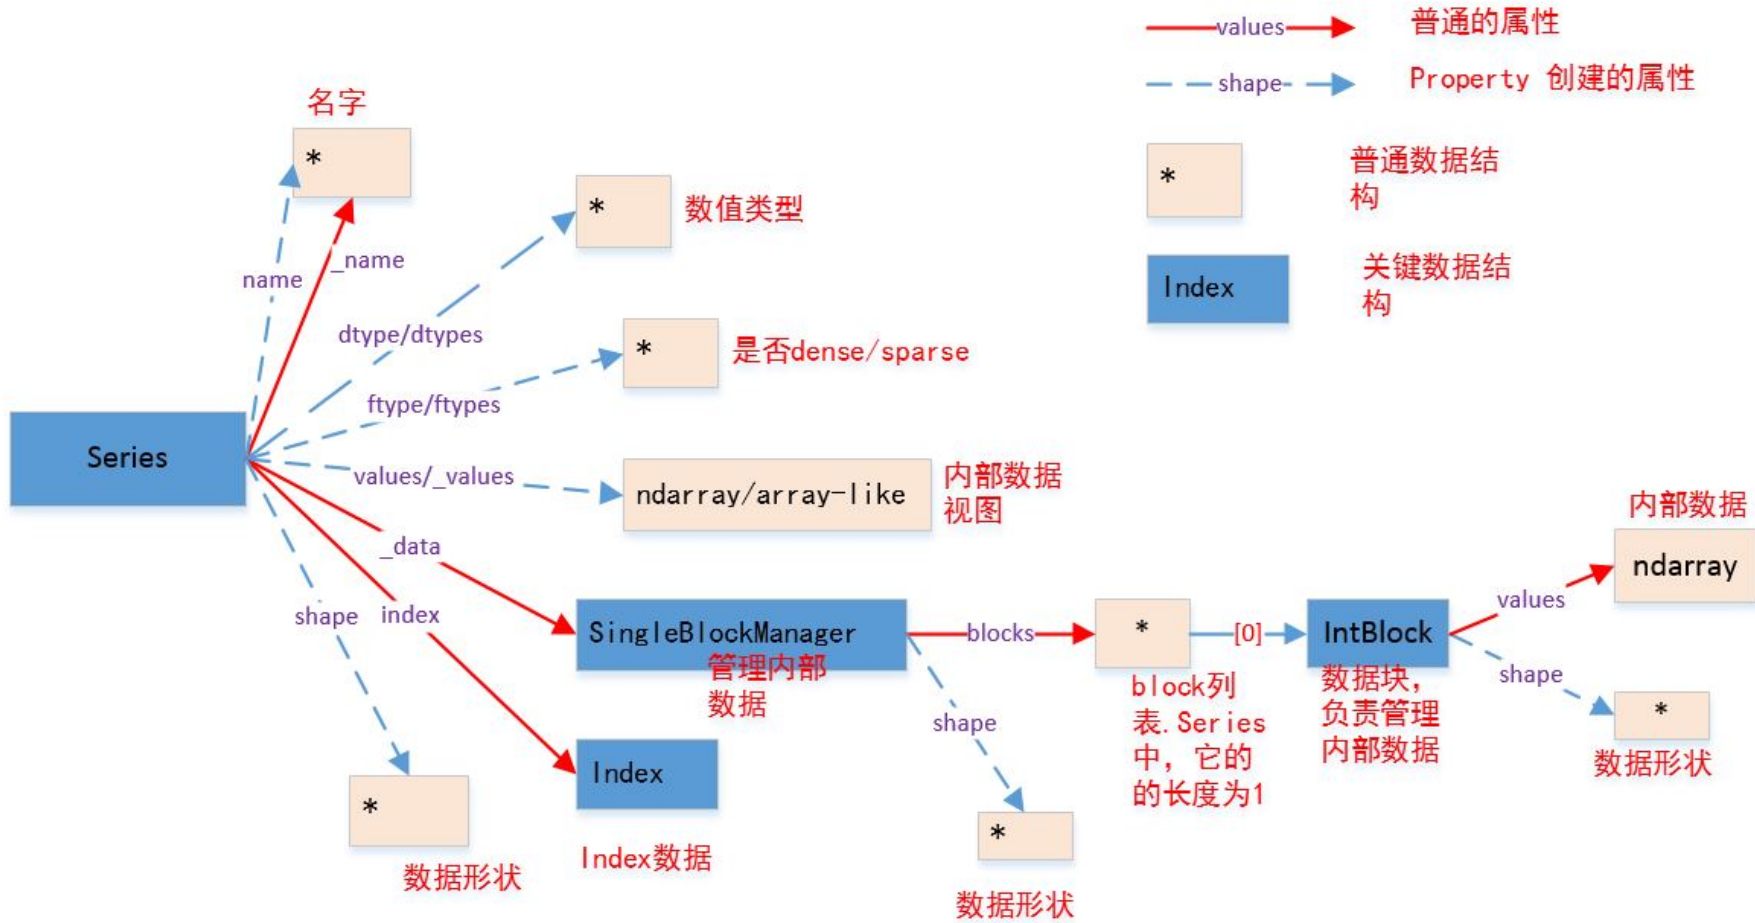 values
普通的属性
shape
Property 创建的属性
*
普通数据结
构
Index
关键数据结
构
名字
*
name
_name
*
数值类型
dtype/dtypes
*
是否dense/sparse
ftype/ftypes
Series
values/_values
ndarray/array-like
内部数据
视图
_data
shape
index
SingleBlockManager
管理内部
数据
blocks
*
block列
表.Series
中, 它的
的长度为1
[0]
IntBlock
数据块,
负责管理
内部数据
values
内部数据
ndarray
shape
*
数据形状
shape
*
数据形状
Index
Index数据
*
数据形状